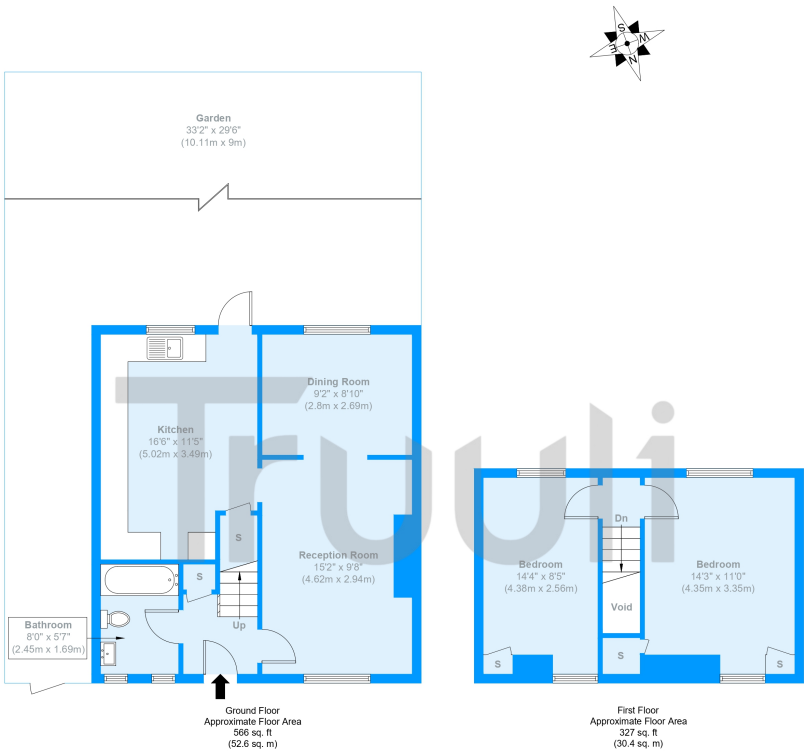 S
W
E
N
Garden
33'2" x 29'6"
(10.11m x 9m)
Dining Room
9'2" x 8'10"
(2.8m x 2.69m)
Kitchen
16'6" x 11'5"
(5.02m x 3.49m)
Truuli
S
Reception Room
15'2" x 9'8"
(4.62m x 2.94m)
S
Up
Bathroom
8'0" x 5'7"
(2.45m x 1.69m)
Dn
Bedroom
14'4" x 8'5"
(4.38m x 2.56m)
Bedroom
14'3" x 11'0"
(4.35m x 3.35m)
Void
S
S
S
Ground Floor
Approximate Floor Area
566 sq. ft
(52.6 sq. m)
First Floor
Approximate Floor Area
327 sq. ft
(30.4 sq. m)